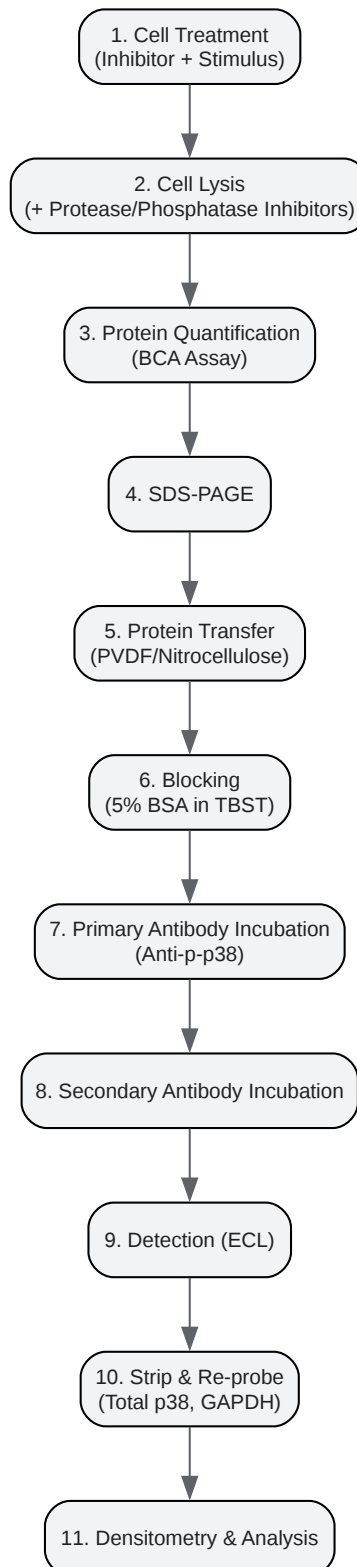 1. Cell Treatment
(Inhibitor + Stimulus)
2. Cell Lysis
(+ Protease/Phosphatase Inhibitors)
3. Protein Quantification
(BCA Assay)
4. SDS-PAGE
5. Protein Transfer
(PVDF/Nitrocellulose)
6. Blocking
(5% BSA in TBST)
7. Primary Antibody Incubation
(Anti-p-p38)
8. Secondary Antibody Incubation
9. Detection (ECL)
10. Strip & Re-probe
(Total p38, GAPDH)
11. Densitometry & Analysis